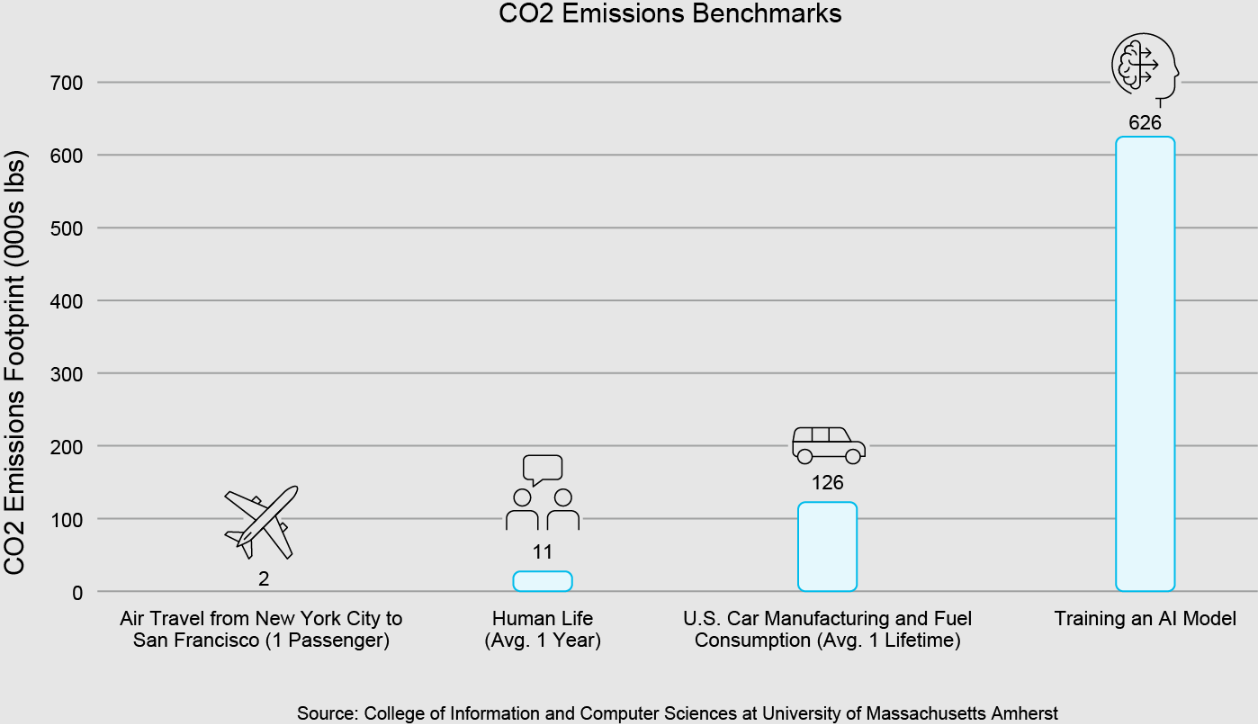 CO2 Emissions Benchmarks
CO2 Emissions Footprint (000s lbs)
700
600
500
400
300
200
100
0
2
11
126
626
Air Travel from New York City to
San Francisco (1 Passenger)
Human Life
(Avg. 1 Year)
U.S. Car Manufacturing and Fuel
Consumption (Avg. 1 Lifetime)
Training an AI Model
Source: College of Information and Computer Sciences at University of Massachusetts Amherst